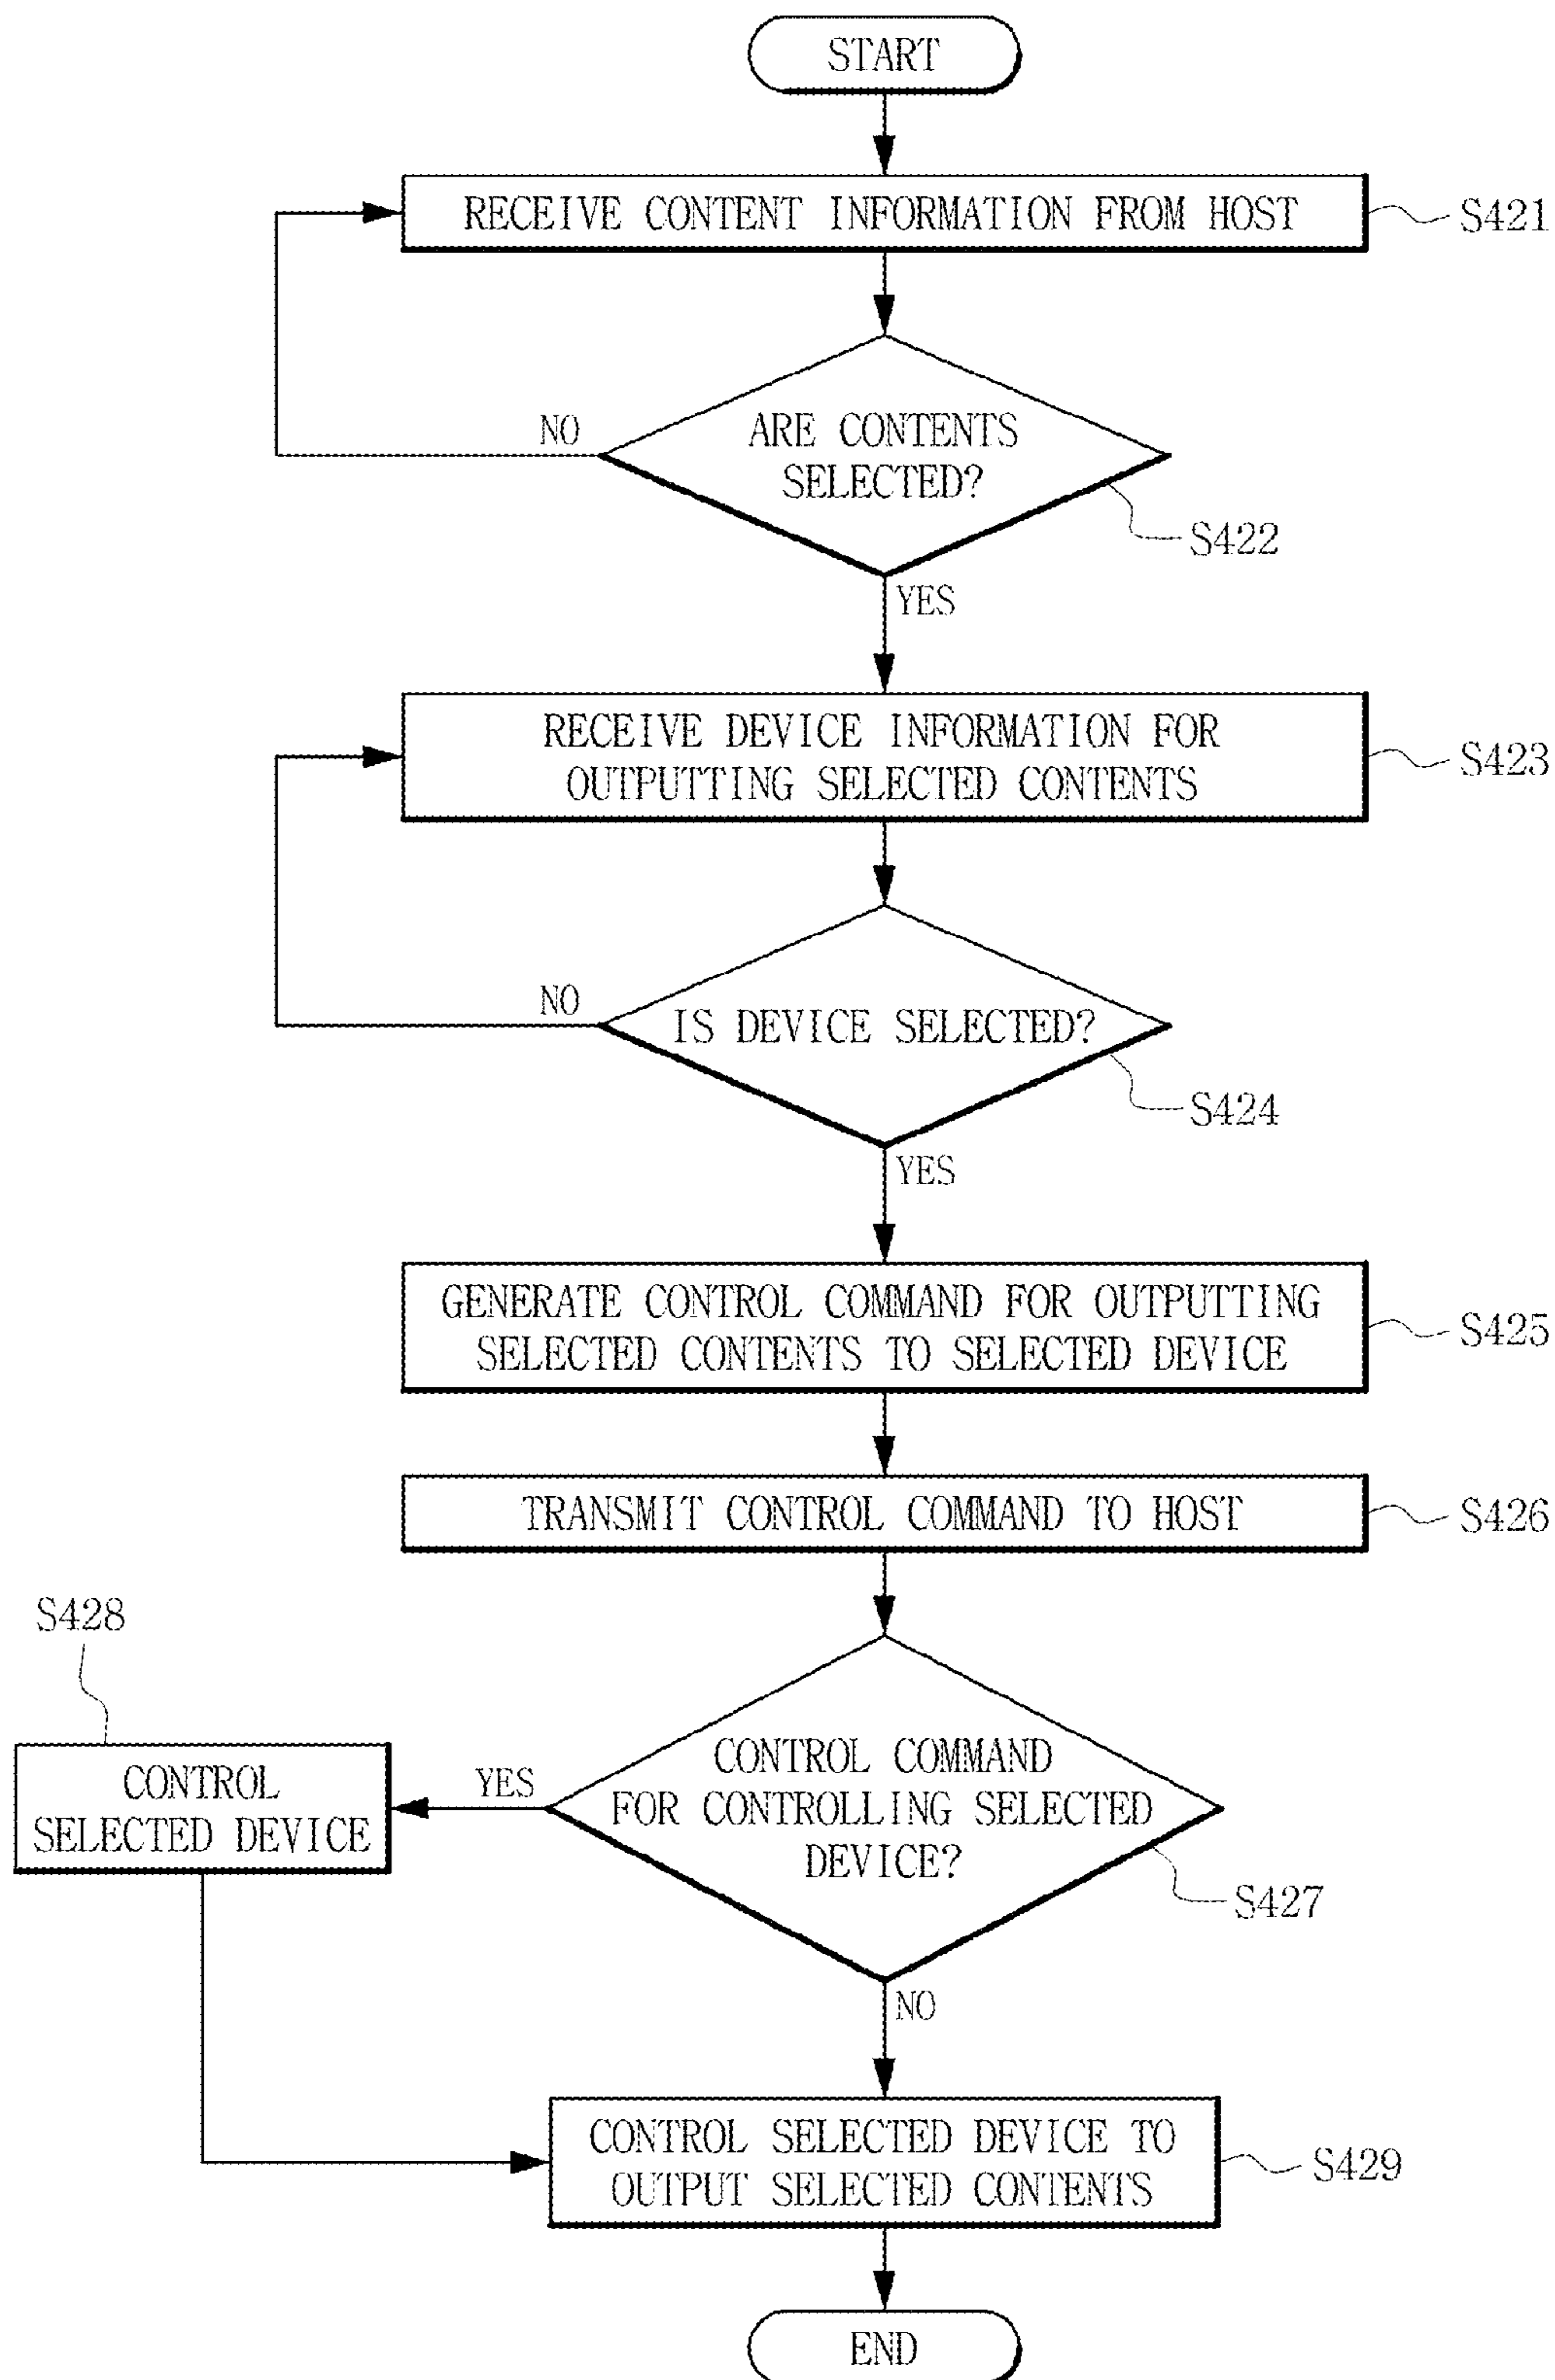 START
RECEIVE CONTENT INFORMATION FROM HOST
S421
ARE CONTENTS
SELECTED?
NO
S422
YES
RECEIVE DEVICE INFORMATION FOR
OUTPUTTING SELECTED CONTENTS
S423
IS DEVICE SELECTED?
NO
S424
YES
GENERATE CONTROL COMMAND FOR OUTPUTTING
SELECTED CONTENTS TO SELECTED DEVICE
S425
TRANSMIT CONTROL COMMAND TO HOST
S426
CONTROL COMMAND
FOR CONTROLLING SELECTED
DEVICE?
S427
YES
S428
CONTROL
SELECTED DEVICE
NO
CONTROL SELECTED DEVICE TO
OUTPUT SELECTED CONTENTS
S429
END